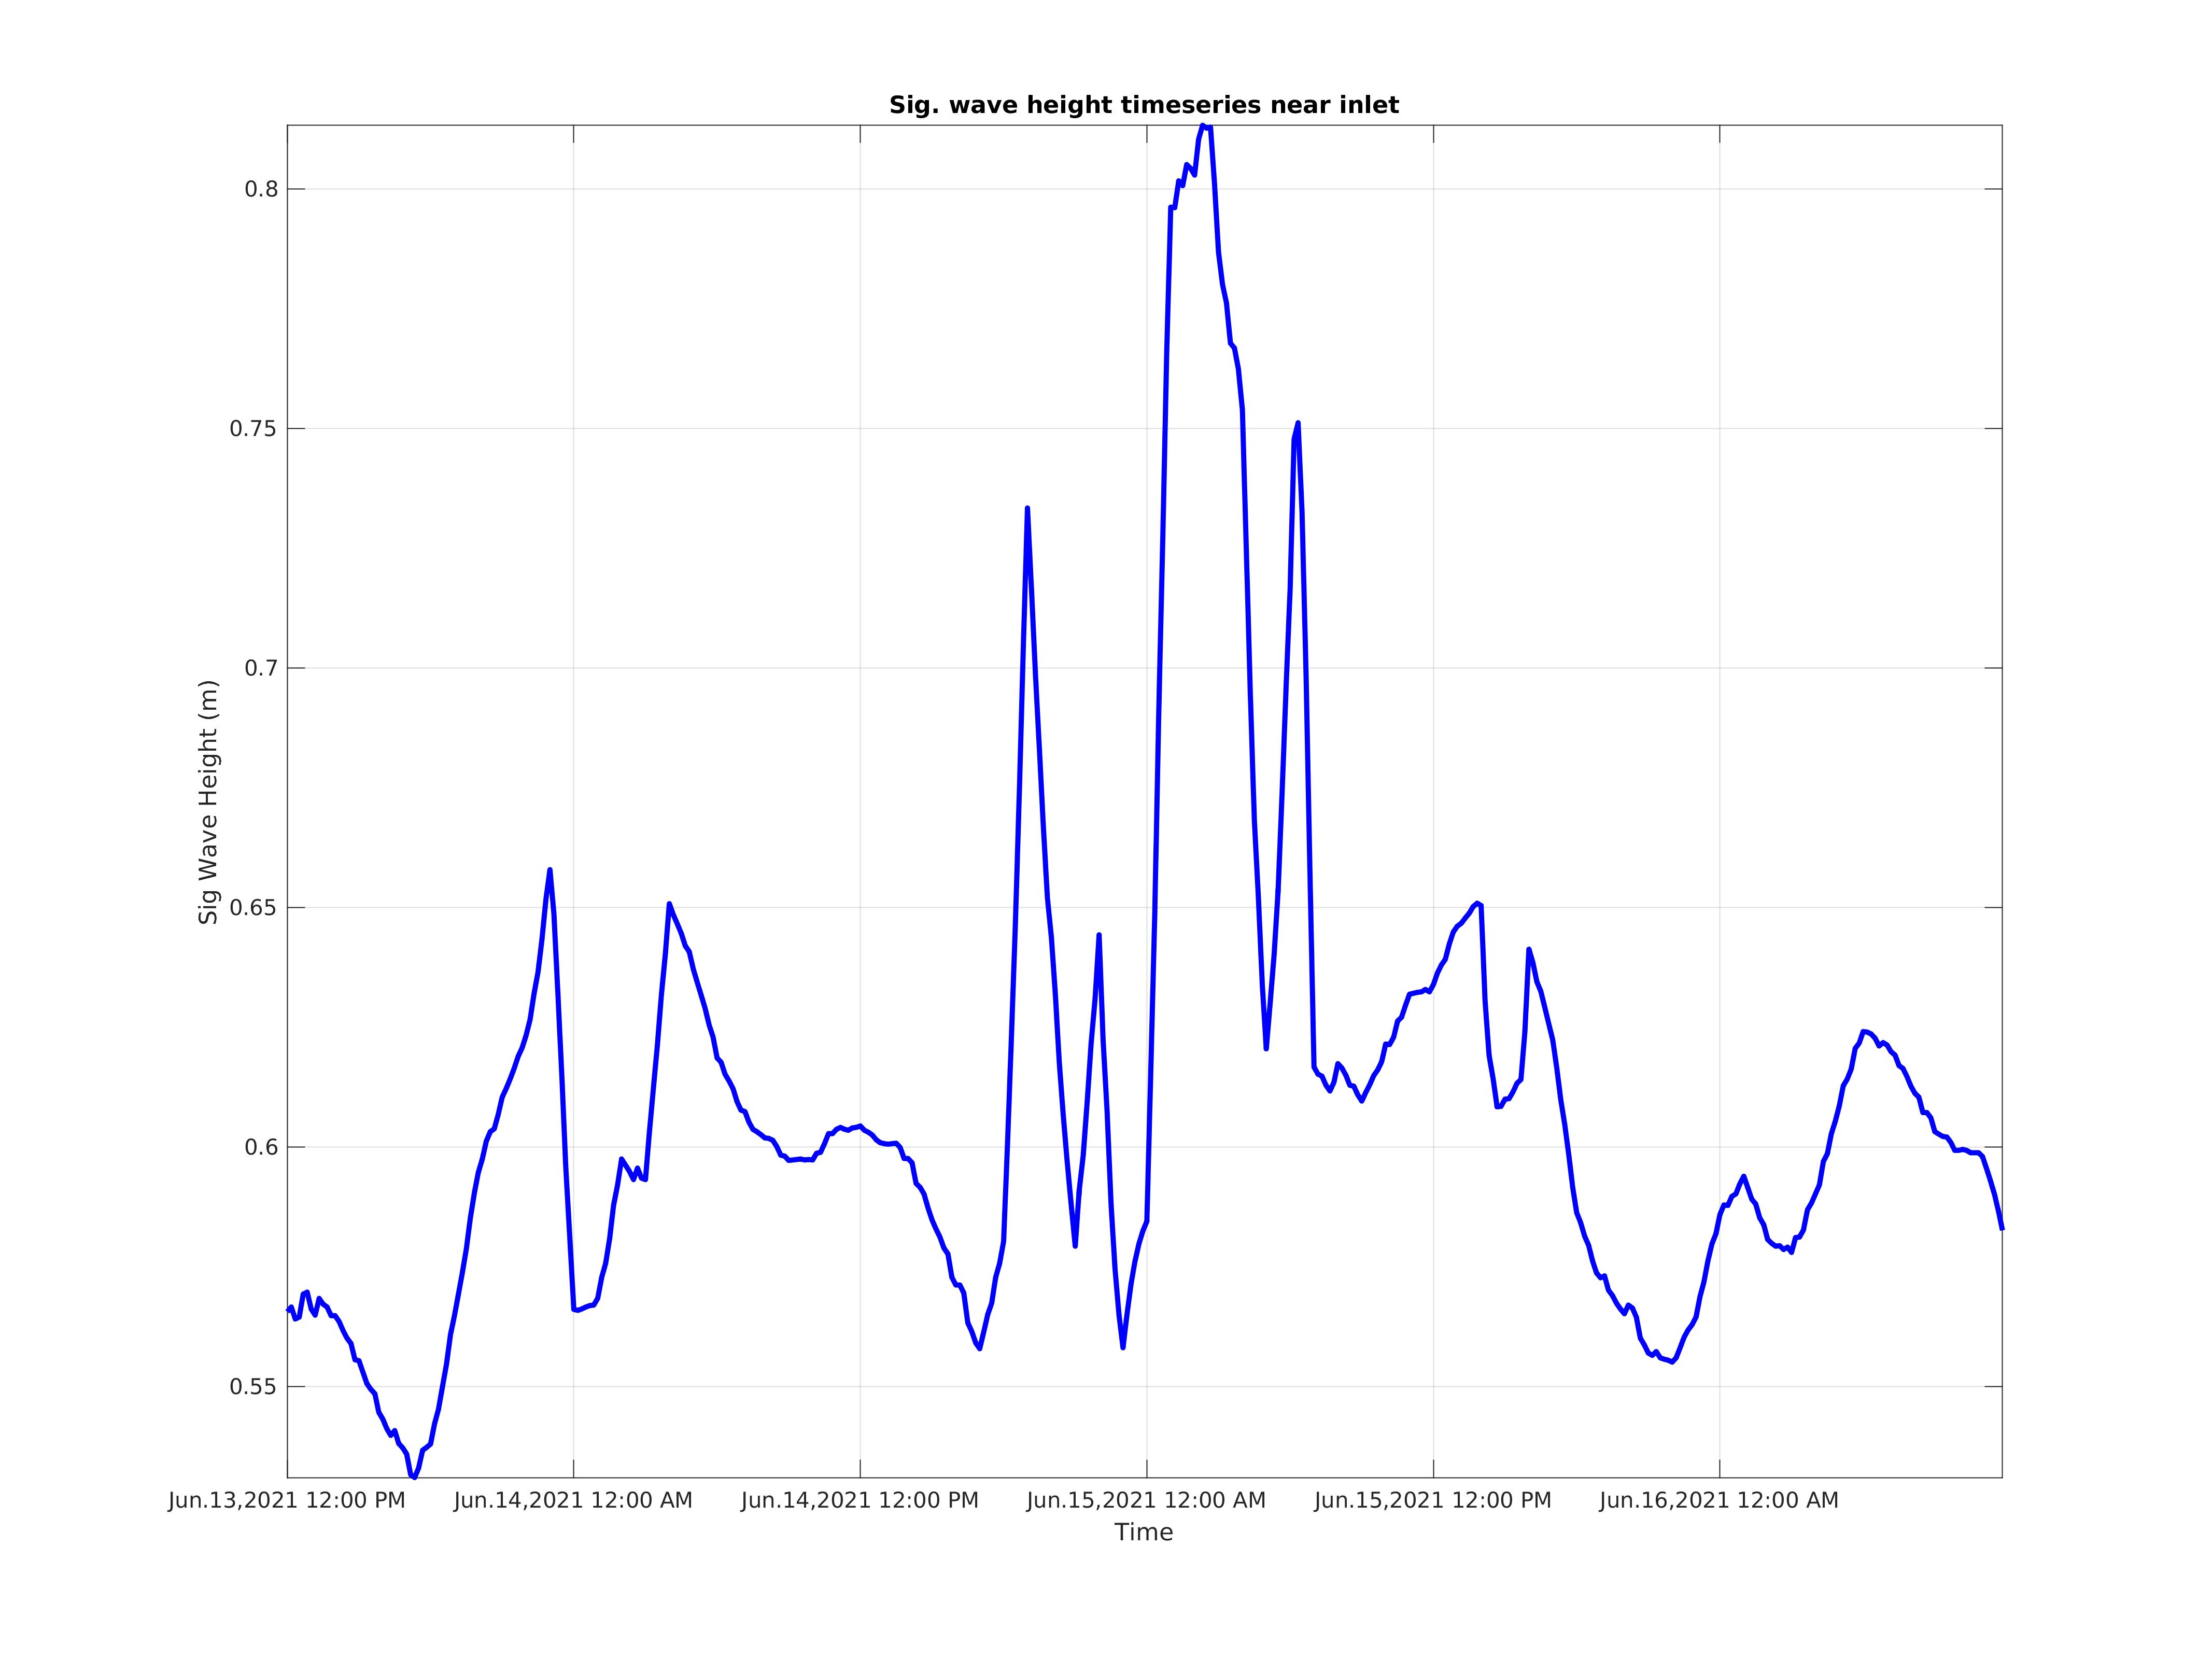 Sig. wave height timeseries near inlet
0.8
0.75
0.7
0.65
0.6
0.55
Sig Wave Height (m)
Jun.13,2021 12:00 PM
Jun.14,2021 12:00 AM
Jun.14,2021 12:00 PM
Jun.15,2021 12:00 AM
Jun.15,2021 12:00 PM
Jun.16,2021 12:00 AM
Time